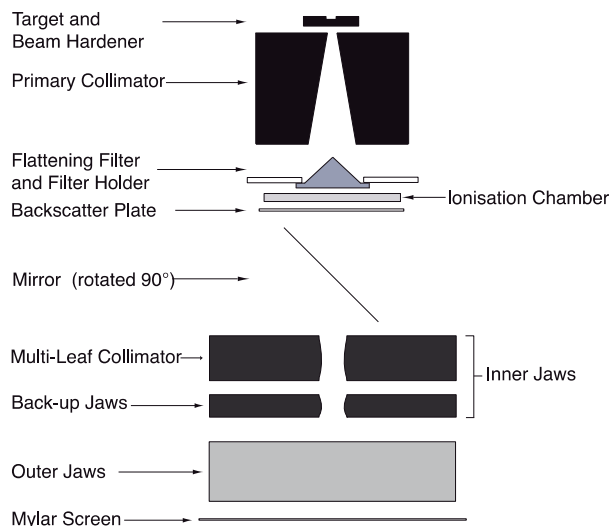 Target and
Beam Hardener
Primary Collimator
Flattening Filter
and Filter Holder
Ionisation Chamber
Backscatter Plate
Mirror (rotated 90°)
Multi-Leaf Collimator
Inner Jaws
Back-up Jaws
Outer Jaws
Mylar Screen